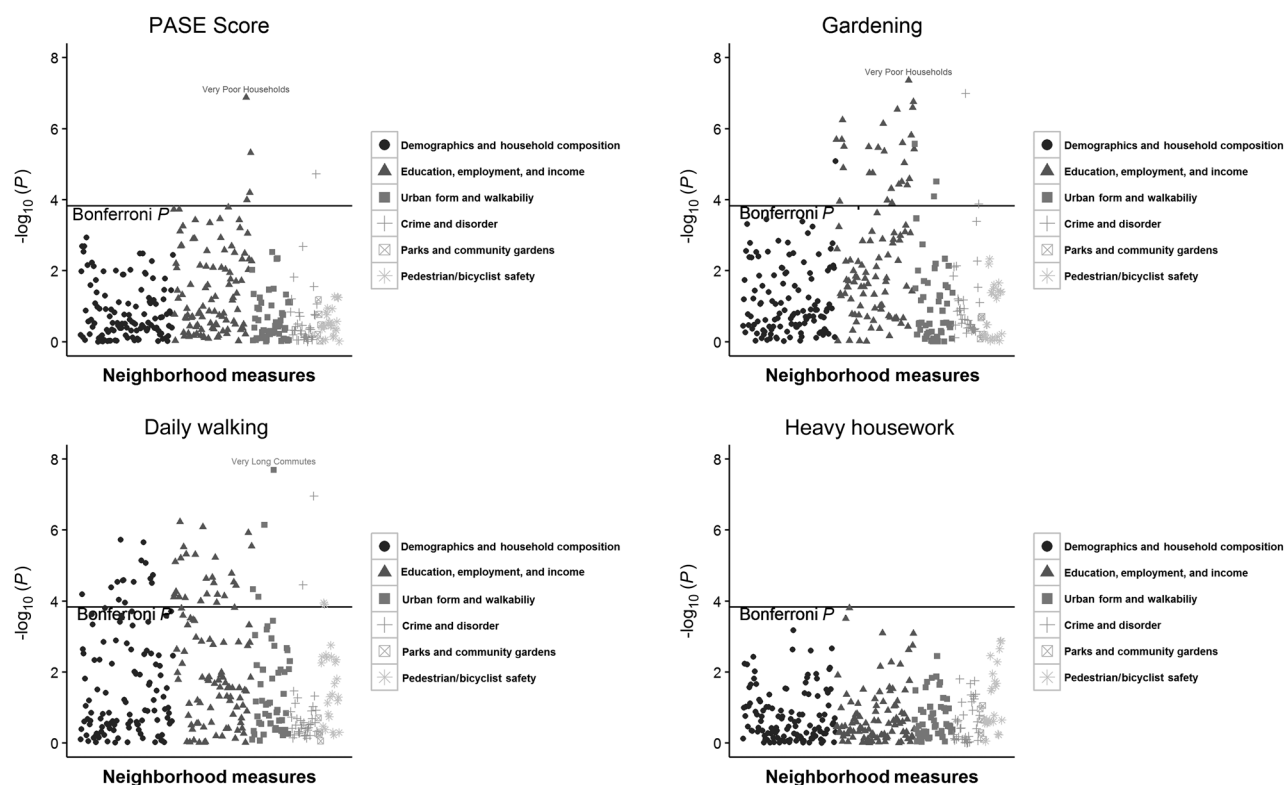 PASE Score
8
6
4
2
0
-log10 (P)
Very Poor Households
Bonferroni P
Neighborhood measures
Demographics and household composition
Education, employment, and income
Urban form and walkabiliy
Crime and disorder
Parks and community gardens
Pedestrian/bicyclist safety
Gardening
8
6
4
2
0
-log10 (P)
Very Poor Households
Bonferroni P
Neighborhood measures
Demographics and household composition
Education, employment, and income
Urban form and walkabiliy
Crime and disorder
Parks and community gardens
Pedestrian/bicyclist safety
Daily walking
8
6
4
2
0
-log10 (P)
Very Long Commutes
Bonferroni P
Neighborhood measures
Demographics and household composition
Education, employment, and income
Urban form and walkabiliy
Crime and disorder
Parks and community gardens
Pedestrian/bicyclist safety
Heavy housework
8
6
4
2
0
-log10 (P)
Bonferroni P
Neighborhood measures
Demographics and household composition
Education, employment, and income
Urban form and walkabiliy
Crime and disorder
Parks and community gardens
Pedestrian/bicyclist safety